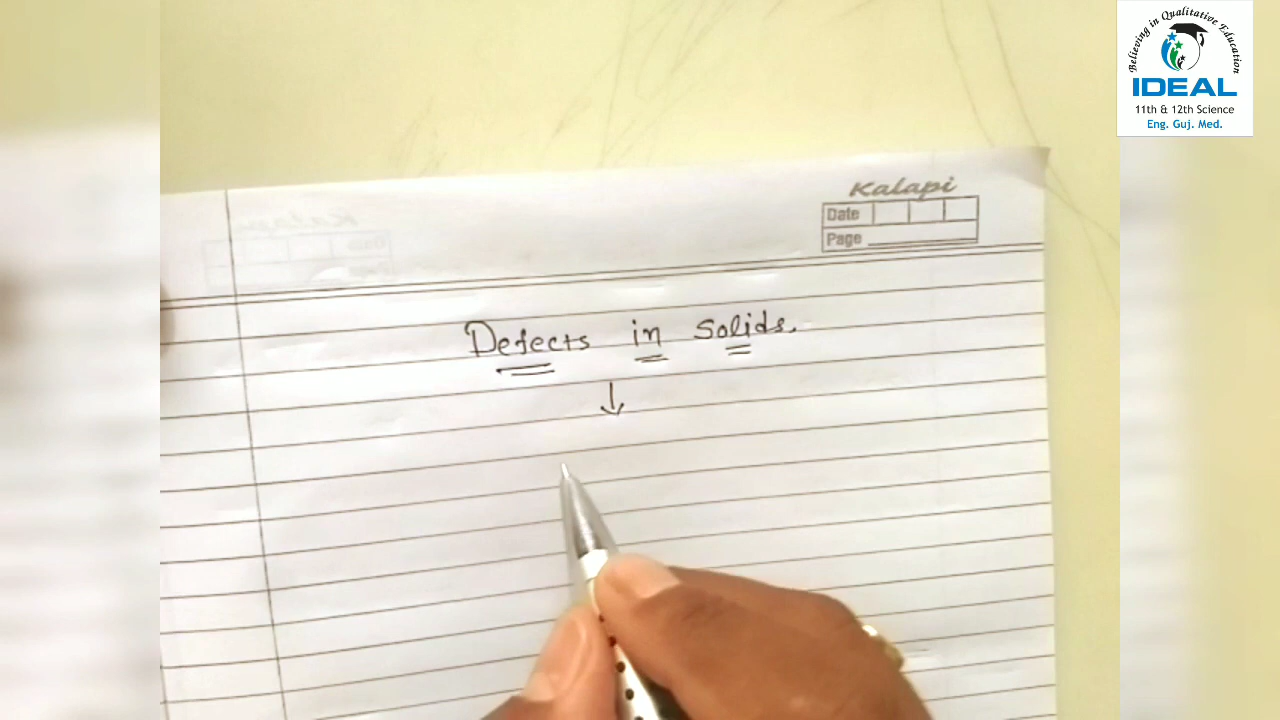 Believing in Qualitative Education
IDEAL
11th & 12th Science
Eng. Guj. Med.
Kalapi
Date
Page
Defects in Solids.